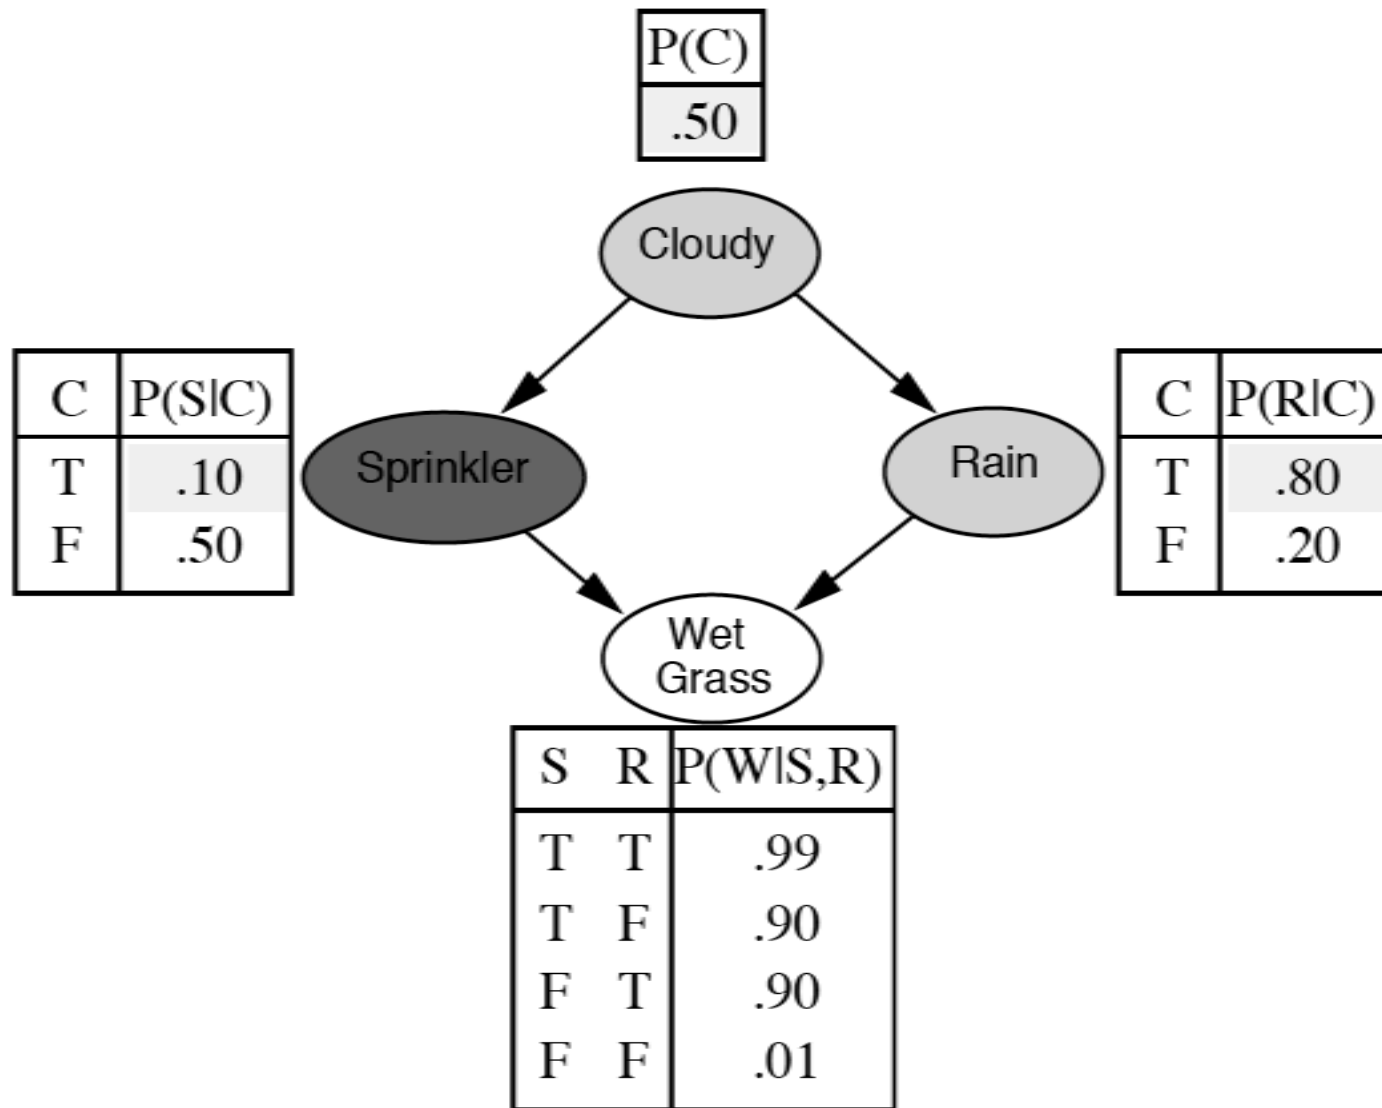 P(C)
.50
Cloudy
C P(S|C)
T .10
F .50
Sprinkler
Rain
C P(R|C)
T .80
F .20
Wet
Grass
S R P(W|S,R)
T T .99
T F .90
F T .90
F F .01